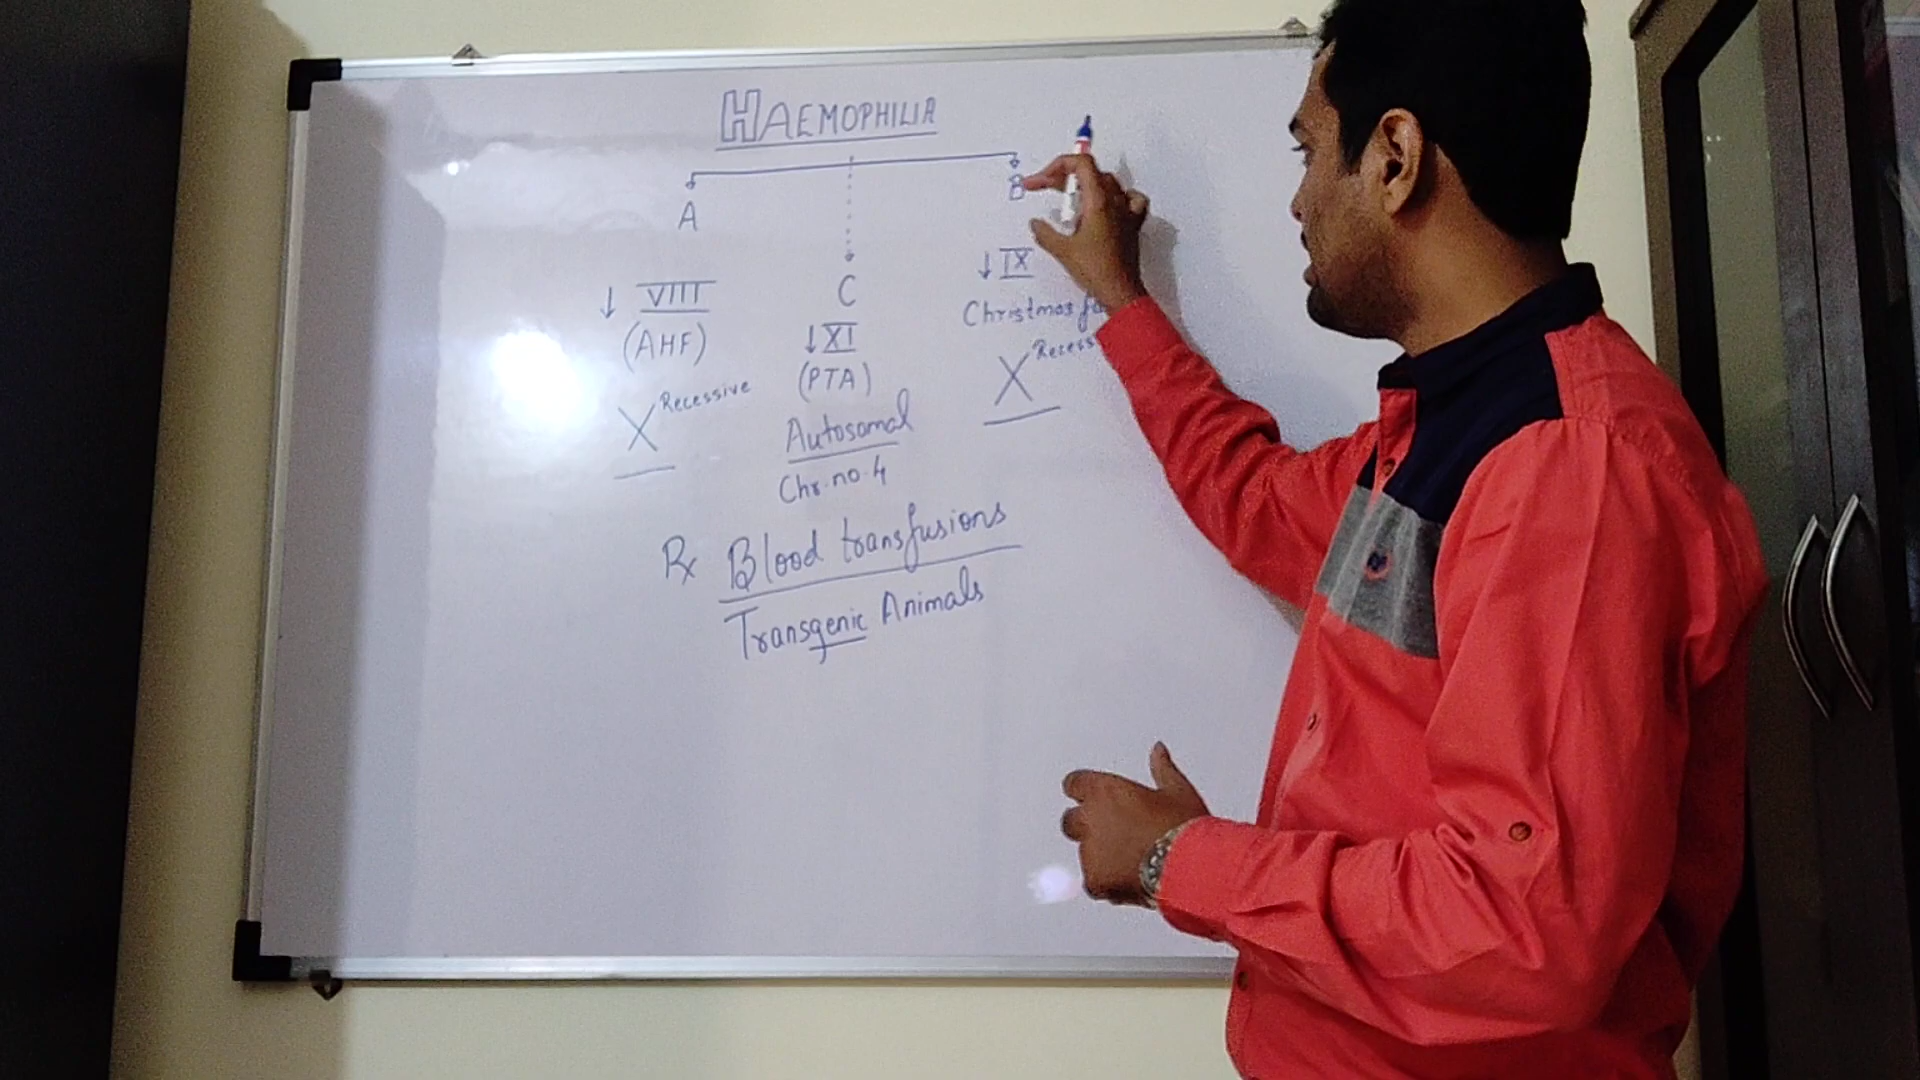 HAEMOPHILIA
A
B
C
↓ VIII
(AHF)
X Recessive
↓ XI
(PTA)
Autosomal
Chr. no. 4
↓ IX
Christmas
X
Rx Blood transfusions
Transgenic Animals